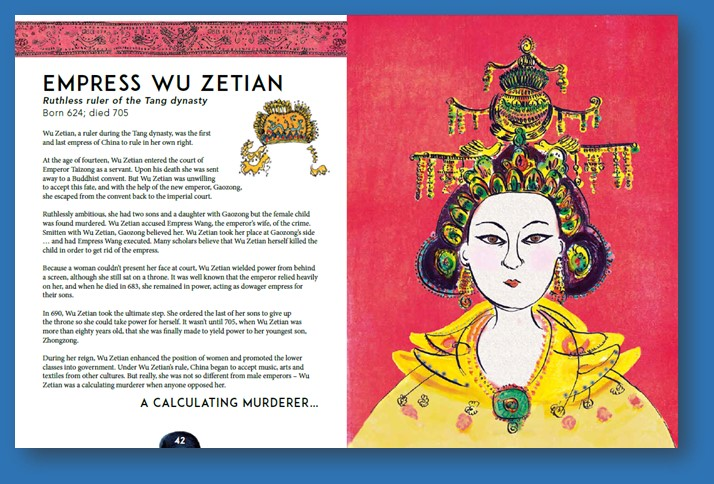 EMPRESS WU ZETIAN
Ruthless ruler of the Tang dynasty
Born 624; died 705
Wu Zetian, a ruler during the Tang dynasty, was the first
and last empress of China to rule in her own right.
At the age of fourteen, Wu Zetian entered the court of
Emperor Taizong as a servant. Upon his death she was sent
away to a Buddhist convent. But Wu Zetian was unwilling
to accept this fate, and with the help of the new emperor, Gaozong,
she escaped from the convent back to the imperial court.
Ruthlessly ambitious, she had two sons and a daughter with Gaozong but the female child
was found murdered. Wu Zetian accused Empress Wang, the emperor's wife, of the crime.
Smitten with Wu Zetian, Gaozong believed her. Wu Zetian took her place at Gaozong's side
... and had Empress Wang executed. Many scholars believe that Wu Zetian herself killed the
child in order to get rid of the empress.
Because a woman couldn't present her face at court, Wu Zetian wielded power from behind
a screen, although she still sat on a throne. It was well known that the emperor relied heavily
on her, and when he died in 683, she remained in power, acting as dowager empress for
their sons.
In 690, Wu Zetian took the ultimate step. She ordered the last of her sons to give up
the throne so she could take power for herself. It wasn't until 705, when Wu Zetian was
more than eighty years old, that she was finally made to yield power to her youngest son,
Zhongzong.
During her reign, Wu Zetian enhanced the position of women and promoted the lower
classes into government. Under Wu Zetian's rule, China began to accept music, arts and
textiles from other cultures. But really, she was not so different from male emperors – Wu
Zetian was a calculating murderer when anyone opposed her.
A CALCULATING MURDERER...
42